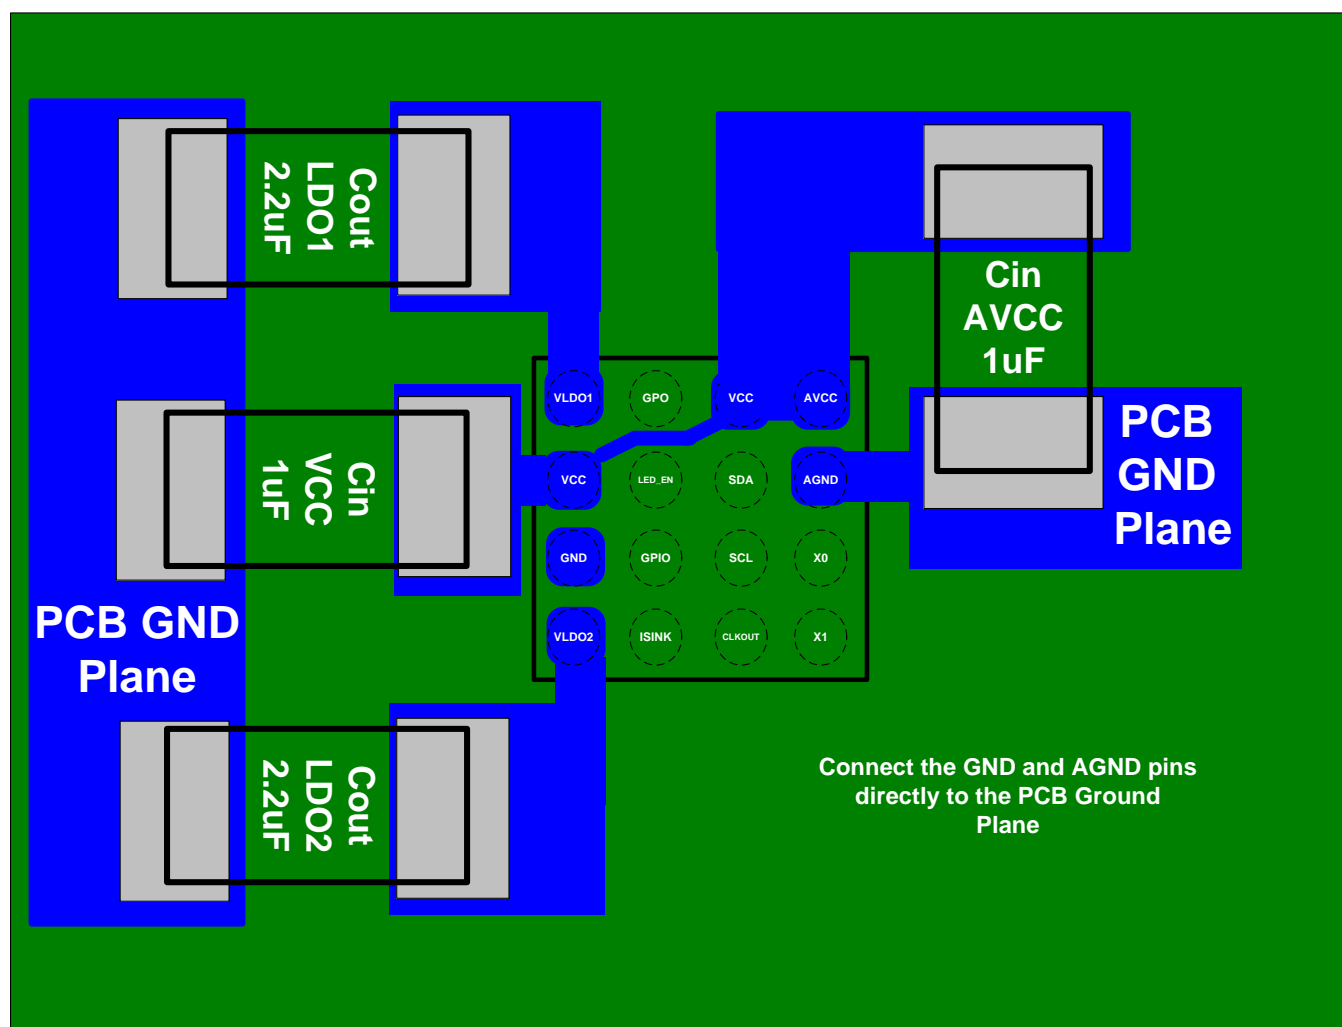 Cout
LDO1
2.2uF
Cin
AVCC
1uF
VLDO1
GPO
VCC
AVCC
PCB
GND
Plane
Cin
VCC
1uF
VCC
LED_EN
SDA
AGND
GND
GPIO
SCL
X0
PCB GND
Plane
VLDO2
ISINK
CLKOUT
X1
Cout
LDO2
2.2uF
Connect the GND and AGND pins
directly to the PCB Ground
Plane